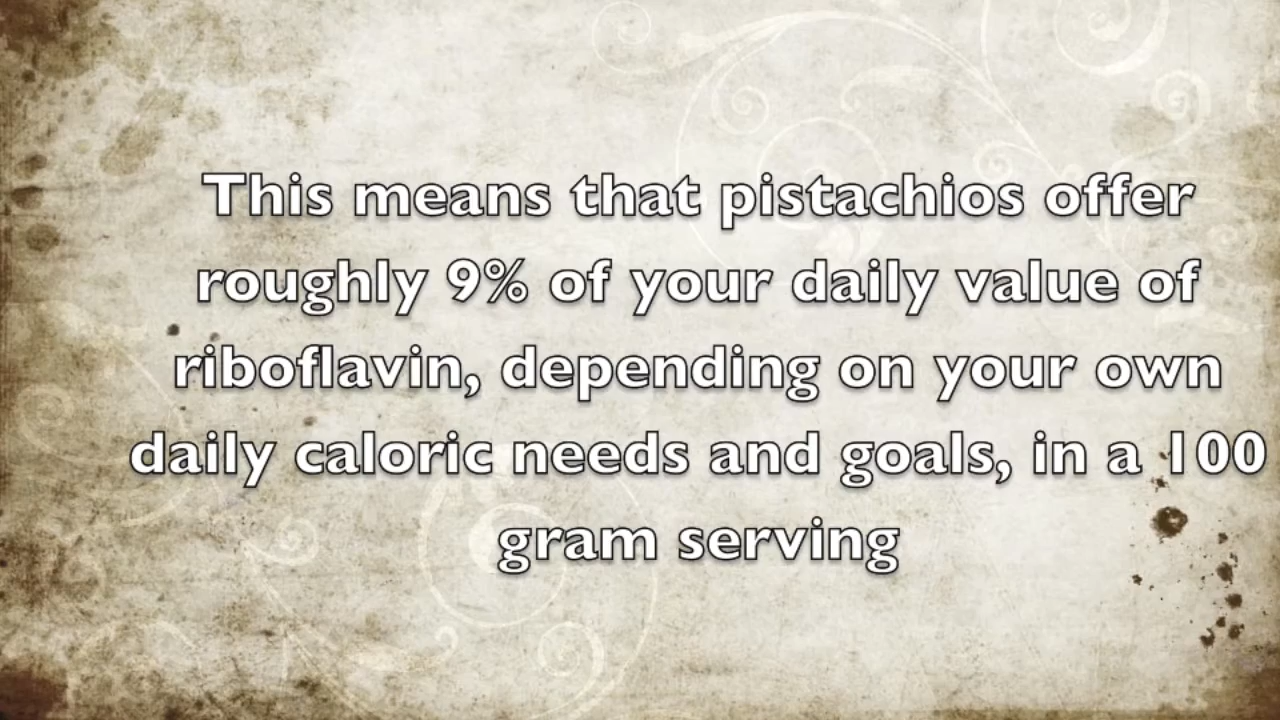 This means that pistachios offer
roughly 9% of your daily value of
riboflavin, depending on your own
daily caloric needs and goals, in a 100
gram serving